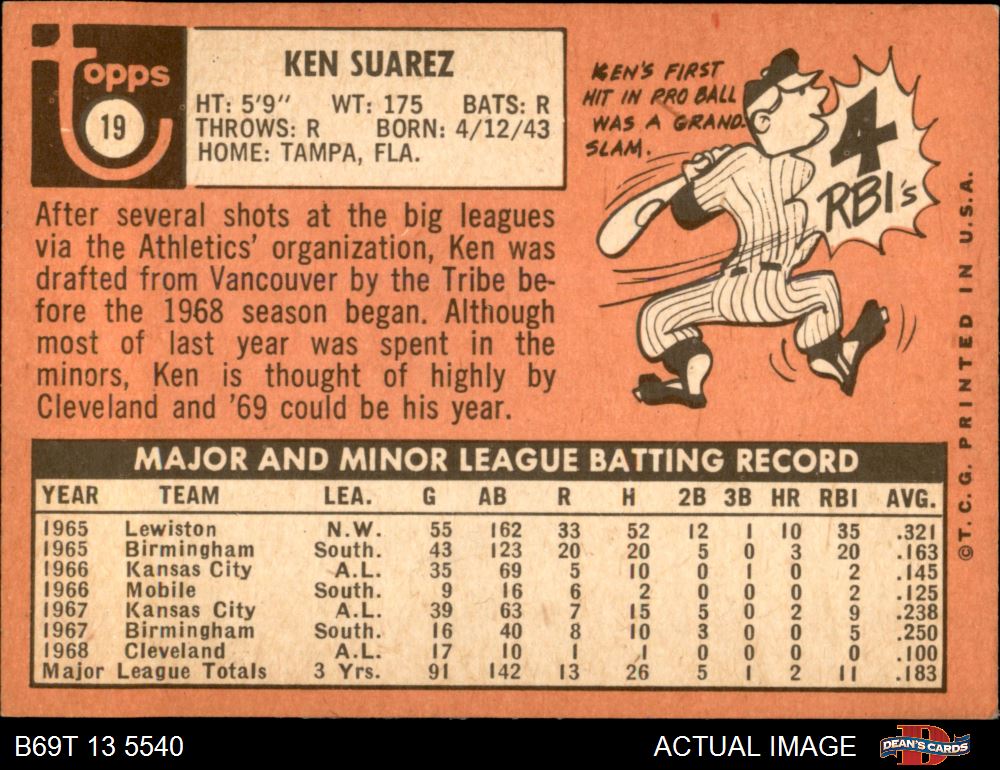 topps
19
KEN SUAREZ
HT: 5'9" WT: 175 BATS: R
THROWS: R BORN: 4/12/43
HOME: TAMPA, FLA.
After several shots at the big leagues
via the Athletics' organization, Ken was
drafted from Vancouver by the Tribe be-
fore the 1968 season began. Although
most of last year was spent in the
minors, Ken is thought of highly by
Cleveland and '69 could be his year.
KEN'S FIRST
HIT IN PRO BALL
WAS A GRAND-
SLAM.
4
RBI's
©T.C.G. PRINTED IN U.S.A.
MAJOR AND MINOR LEAGUE BATTING RECORD
YEAR TEAM LEA. G AB R H 2B 3B HR RBI AVG.
1965 Lewiston N.W. 55 162 33 52 12 1 10 35 .321
1965 Birmingham South. 43 123 20 20 5 0 3 20 .163
1966 Kansas City A.L. 35 69 5 10 0 1 0 2 .145
1966 Mobile South. 9 16 6 2 0 0 0 2 .125
1967 Kansas City A.L. 39 63 7 15 5 0 2 9 .238
1967 Birmingham South. 16 40 8 10 3 0 0 5 .250
1968 Cleveland A.L. 17 10 1 1 0 0 0 0 .100
Major League Totals 3 Yrs. 91 142 13 26 5 1 2 11 .183
B69T 13 5540
ACTUAL IMAGE
D
DEAN'S CARDS